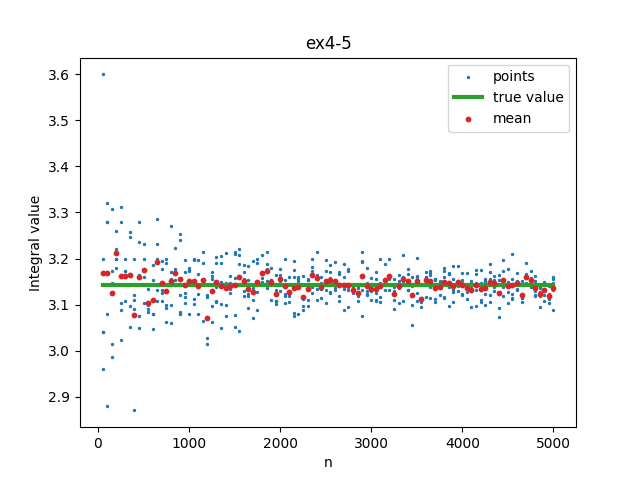 ex4-5
points
true value
mean
3.6
3.5
3.4
3.3
3.2
3.1
3.0
2.9
Integral value
0
1000
2000
3000
4000
5000
n